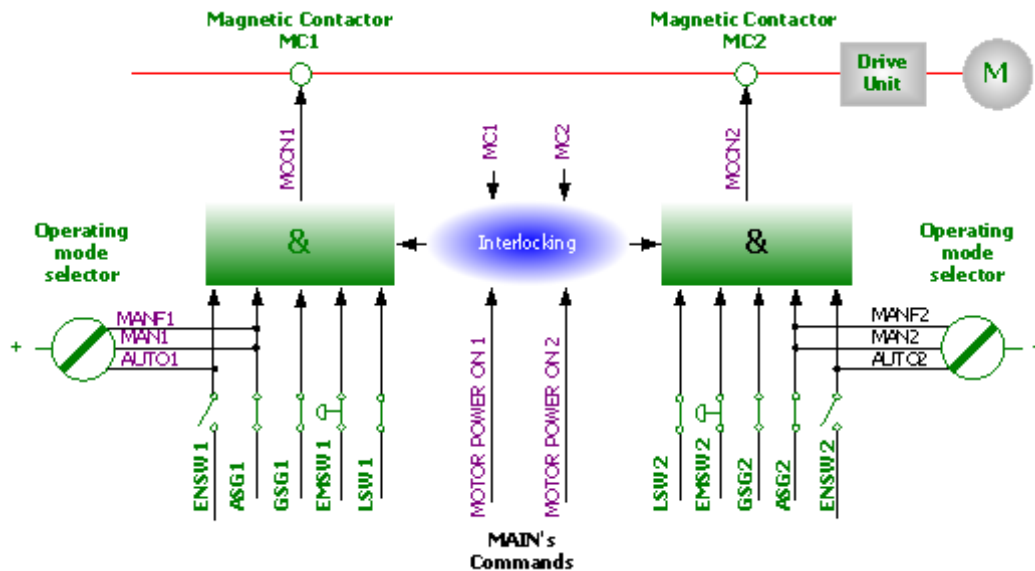 Magnetic Contactor
MC1
Magnetic Contactor
MC2
Drive
Unit
M
MCCN1
MC1
MC2
MCCN2
Operating
mode
selector
&
Interlocking
&
Operating
mode
selector
MANF1
MAN1
AUTO1
+
MANF2
MAN2
AUTO2
+
ENSW1
ASG1
GSG1
EMSW1
LSW1
MOTOR POWER ON 1
MOTOR POWER ON 2
LSW2
EMSW2
GSG2
ASG2
ENSW2
MAIN's
Commands